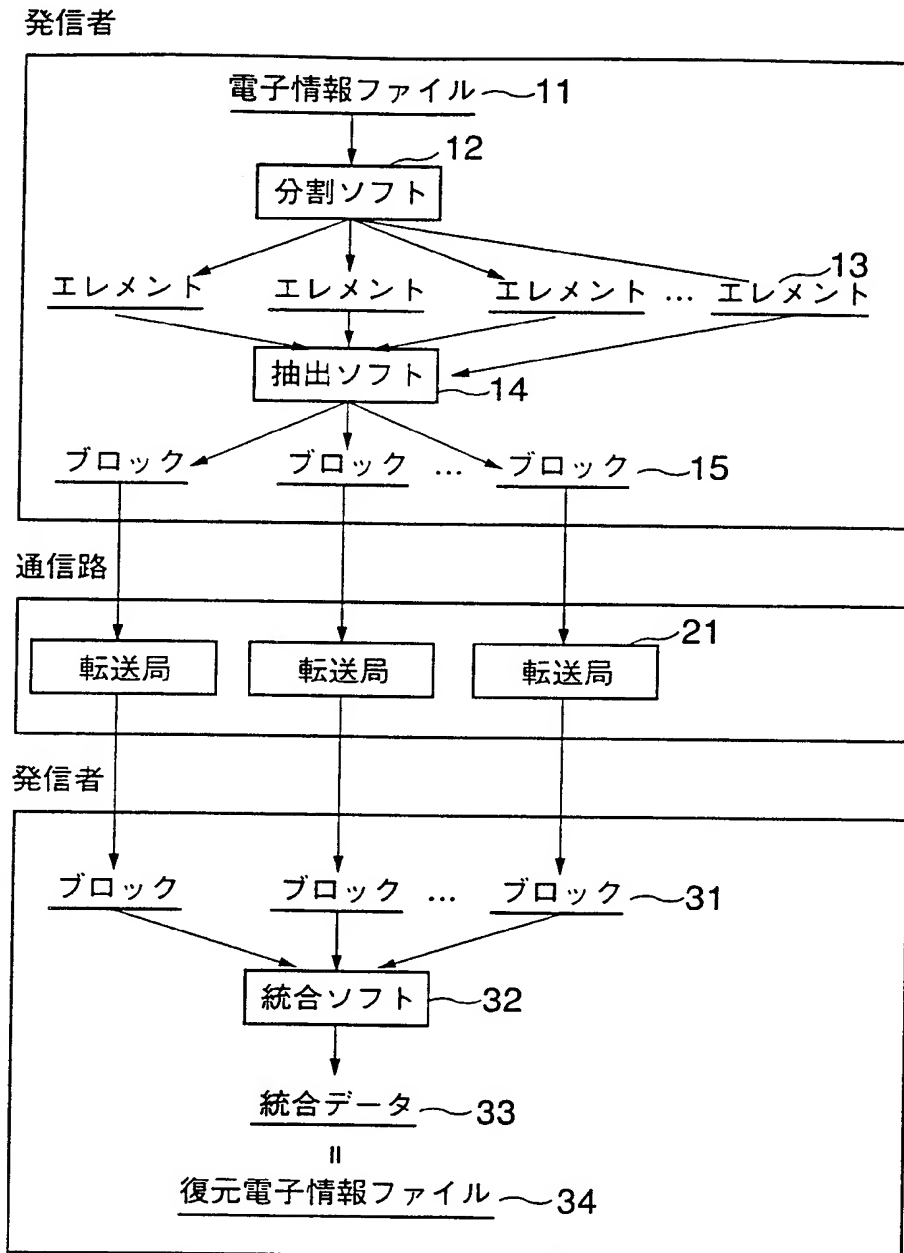 発信者
電子情報ファイル 11
12
分割ソフト
13
エレメント エレメント エレメント … エレメント
抽出ソフト
14
ブロック ブロック … ブロック 15
通信路
21
転送局 転送局 転送局
発信者
ブロック ブロック … ブロック 31
統合ソフト 32
統合データ 33
=
復元電子情報ファイル 34